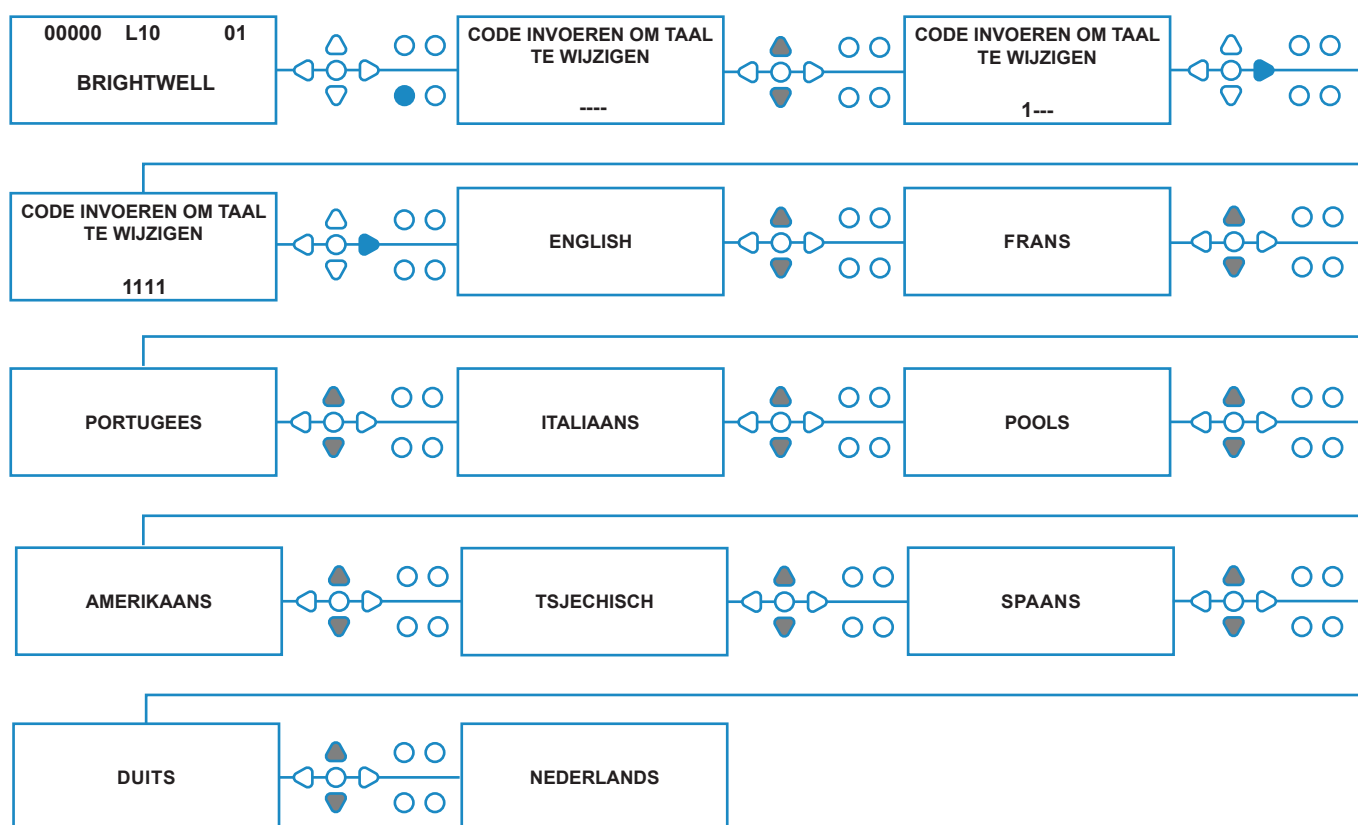 00000 L10 01
BRIGHTWELL
CODE INVOEREN OM TAAL
TE WIJZIGEN
----
CODE INVOEREN OM TAAL
TE WIJZIGEN
1---
CODE INVOEREN OM TAAL
TE WIJZIGEN
1111
ENGLISH
FRANS
PORTUGEES
ITALIAANS
POOLS
AMERIKAANS
TSJECHISCH
SPAANS
DUITS
NEDERLANDS